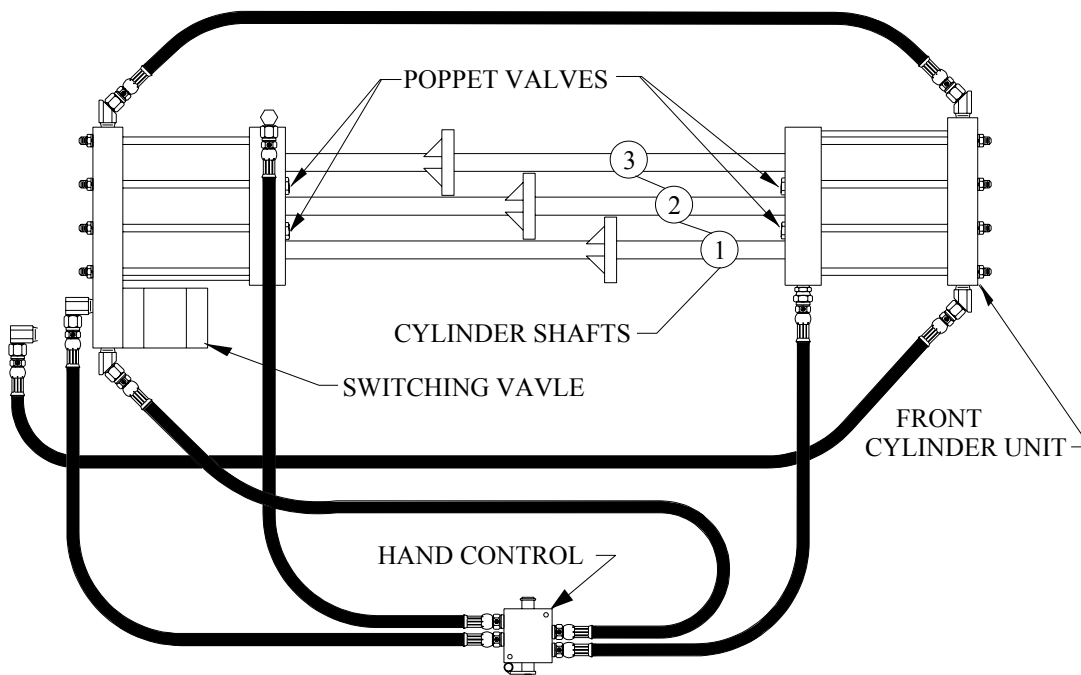 POPPET VALVES
3
2
1
CYLINDER SHAFTS
SWITCHING VAVLE
FRONT
CYLINDER UNIT
HAND CONTROL